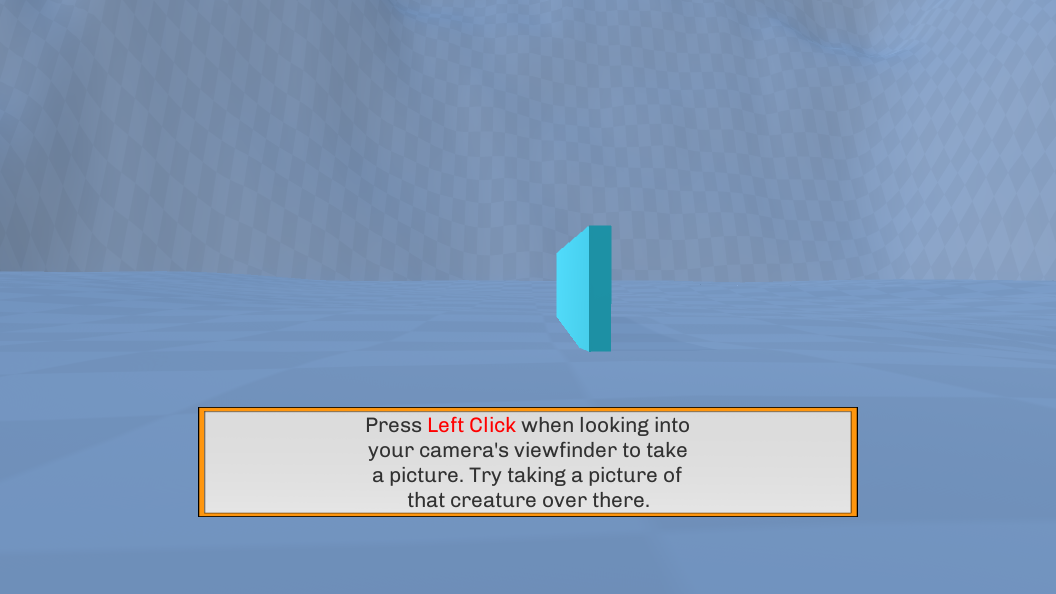 Press Left Click when looking into
your camera's viewfinder to take
a picture. Try taking a picture of
that creature over there.